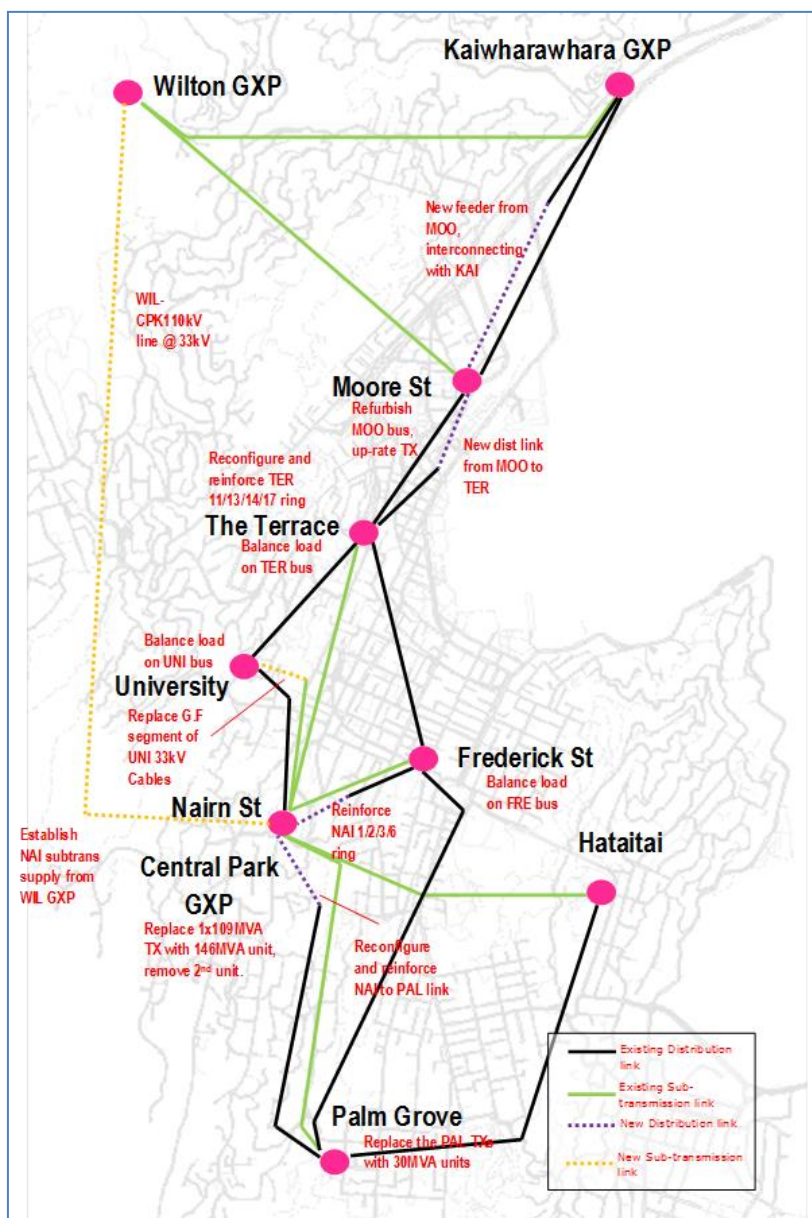 Kaiwharawhara GXP
Wilton GXP
New feeder from
MOO,
interconnecting
with KAI
WIL-
CPK110kV
line @ 33kV
Moore St
Refurbish
MOO bus,
up-rate TX
New dist link
from MOO to
TER
Reconfigure and
reinforce TER
11/13/14/17 ring
The Terrace
Balance load
on TER bus
Balance load
on UNI bus
University
Replace G.F
segment of
UNI 33kV
Cables
Frederick St
Balance load
on FRE bus
Nairn St
Reinforce
NAI 1/2/3/6
ring
Establish
NAI subtrans
supply from
WIL GXP
Hataitai
Central Park
GXP
Replace 1x109MVA
TX with 146MVA unit,
remove 2nd unit.
Reconfigure
and reinforce
NAI to PAL link
Palm Grove
Replace the PAL TXs
with 30MVA units
Existing Distribution
link
Existing Sub-
transmission link
New Distribution link
New Sub-transmission
link